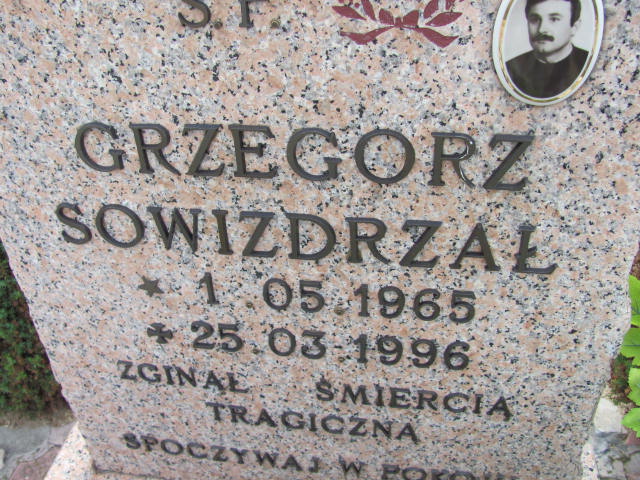 Ś.P
GRZEGORZ
SOWIZDRZAŁ
* 1 05 1965
✠ 25 03 1996
ZGINĄŁ ŚMIERCIĄ
TRAGICZNĄ
SPOCZYWAJ W POKOJU